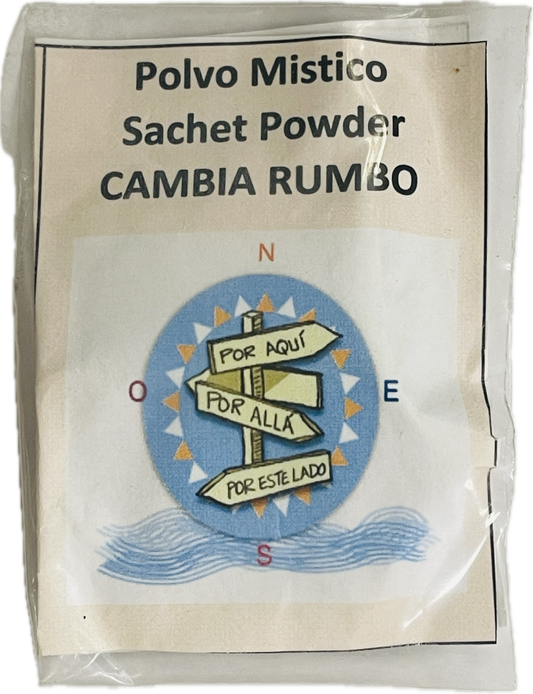 Polvo Mistico
Sachet Powder
CAMBIA RUMBO
N
POR AQUÍ
O
E
POR ALLÁ
POR ESTE LADO
S